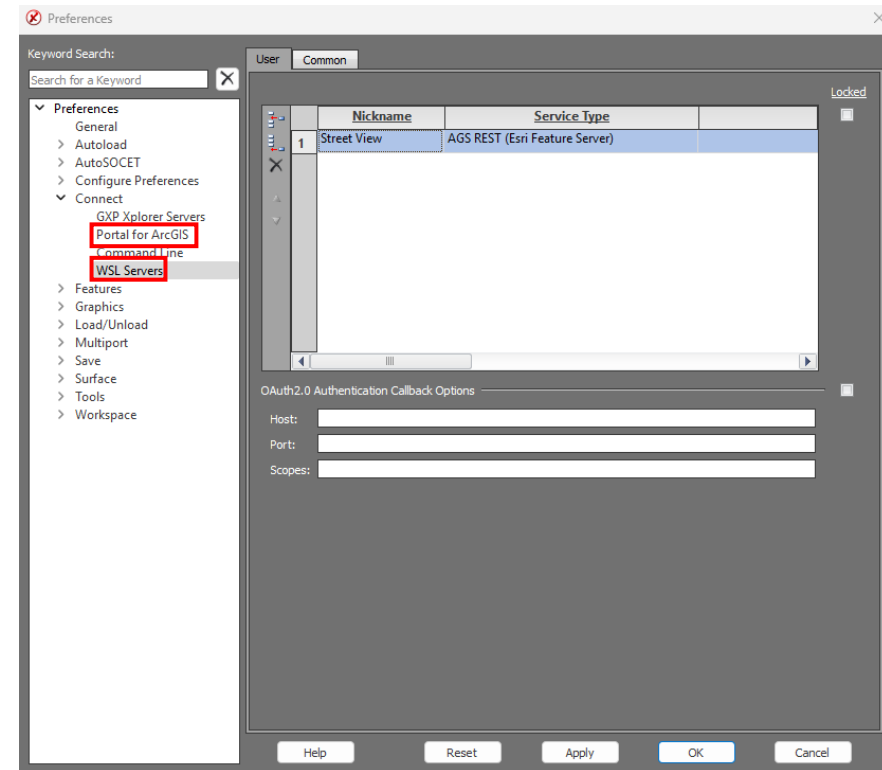 Preferences
Keyword Search:
Search for a Keyword
Preferences
General
Autoload
AutoSOCET
Configure Preferences
Connect
GXP Xplorer Servers
Portal for ArcGIS
Command Line
WSL Servers
Features
Graphics
Load/Unload
Multiport
Save
Surface
Tools
Workspace
User Common
Locked
Nickname Service Type
1 Street View AGS REST (Esri Feature Server)
OAuth2.0 Authentication Callback Options
Host:
Port:
Scopes:
Help Reset Apply OK Cancel